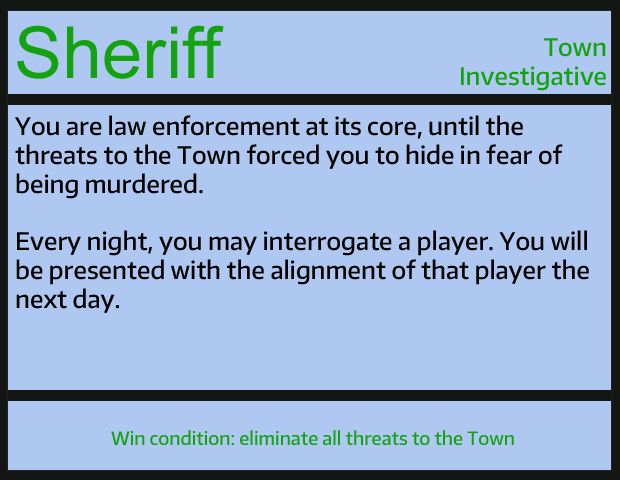 Sheriff
Town
Investigative
You are law enforcement at its core, until the
threats to the Town forced you to hide in fear of
being murdered.
Every night, you may interrogate a player. You will
be presented with the alignment of that player the
next day.
Win condition: eliminate all threats to the Town